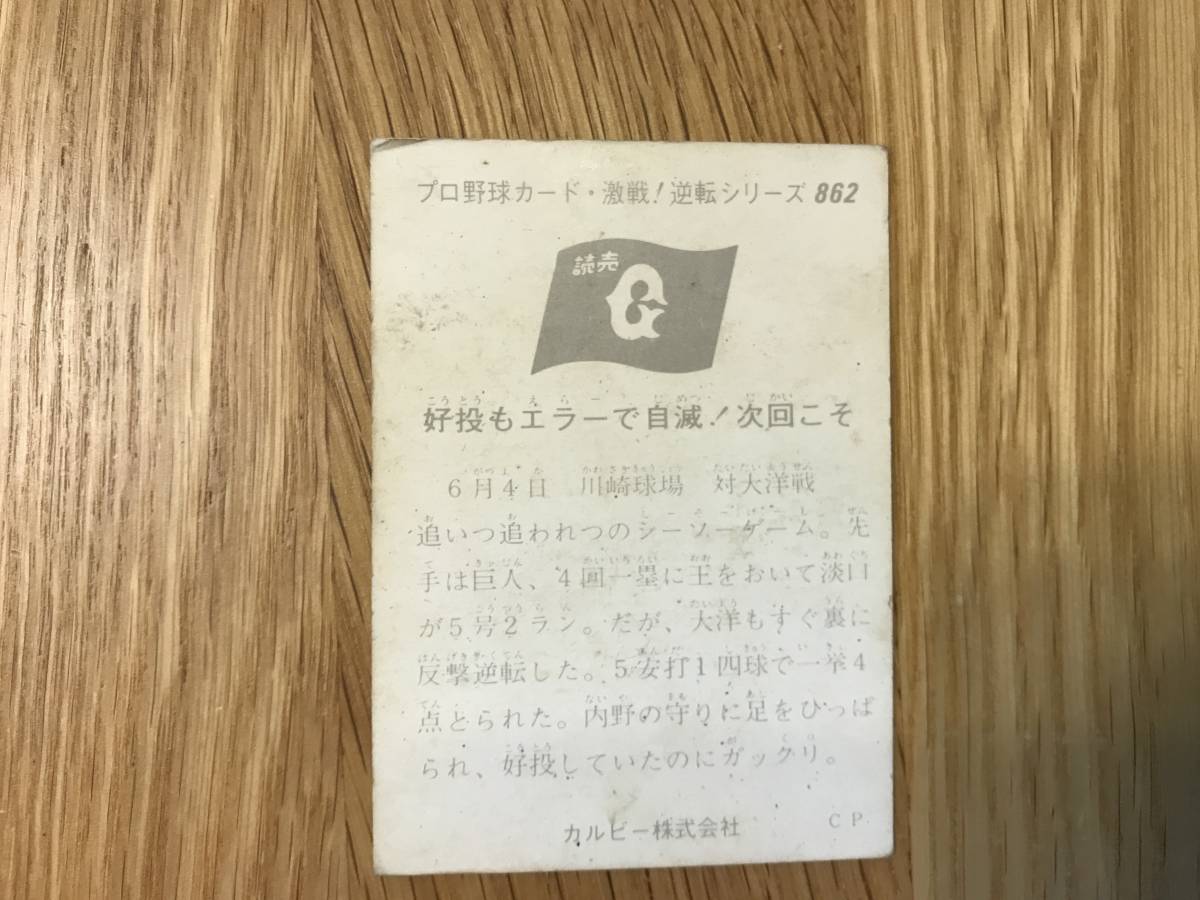 プロ野球カード・激戦!逆転シリーズ 862
読売
G
好投もエラーで自滅!次回こそ
6月4日 川崎球場 対大洋戦
追いつ追われつのシーソーゲーム。先
手は巨人、4回一塁に王をおいて淡口
が5号2ラン。だが、大洋もすぐ裏に
反撃逆転した。5安打1四球で一挙4
点とられた。内野の守りに足をひっぱ
られ、好投していたのにガックリ。
カルビー株式会社 CP